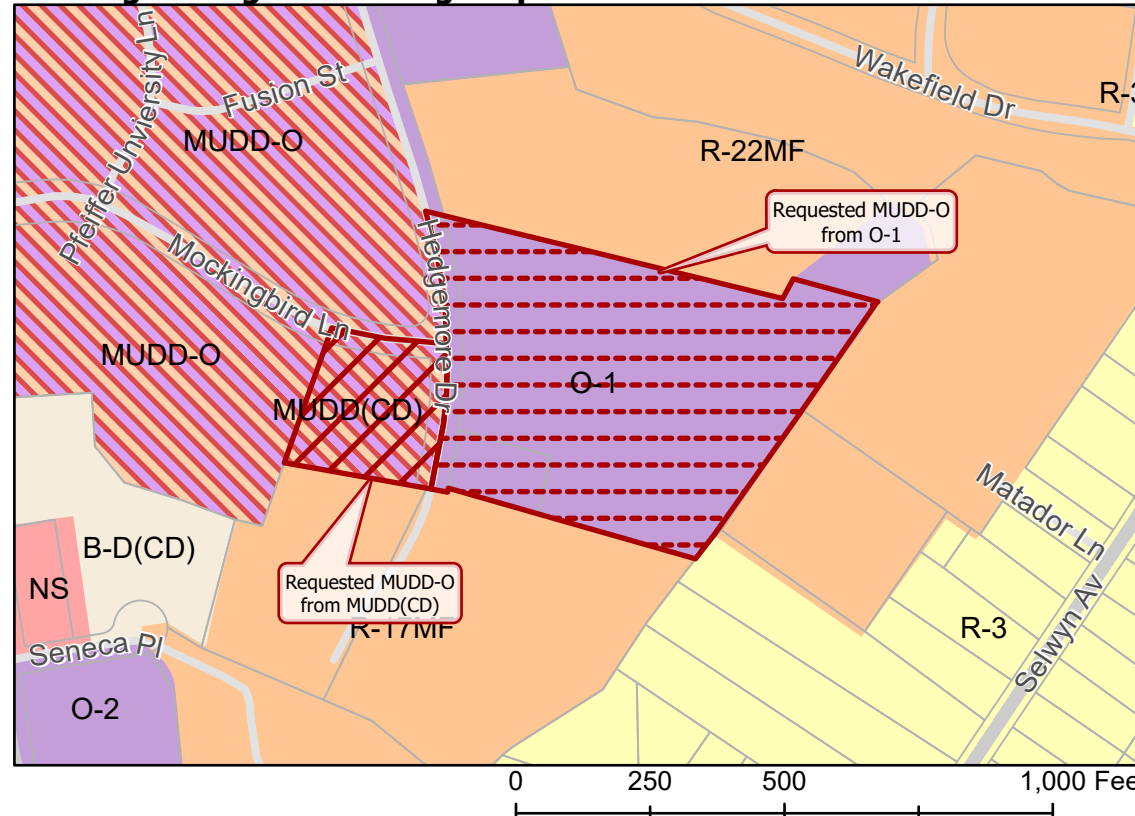 Pfeiffer Unviersity Ln
Fusion St
Wakefield Dr
MUDD-O
R-22MF
Requested MUDD-O
from O-1
Hedgemore Dr
Mockingbird Ln
MUDD-O
O-1
MUDD(CD)
Matador Ln
B-D(CD)
NS
Requested MUDD-O
from MUDD(CD)
R-17MF
R-3
Selwyn Av
Seneca Pl
O-2
0 250 500 1,000 Fee